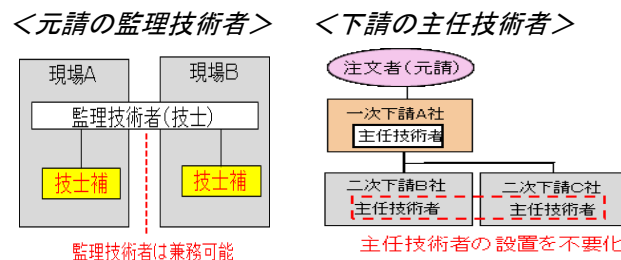 ＜元請の監理技術者＞
現場A
現場B
監理技術者(技士)
技士補
技士補
監理技術者は兼務可能
＜下請の主任技術者＞
注文者(元請)
一次下請A社
主任技術者
二次下請B社
主任技術者
二次下請C社
主任技術者
主任技術者の設置を不要化